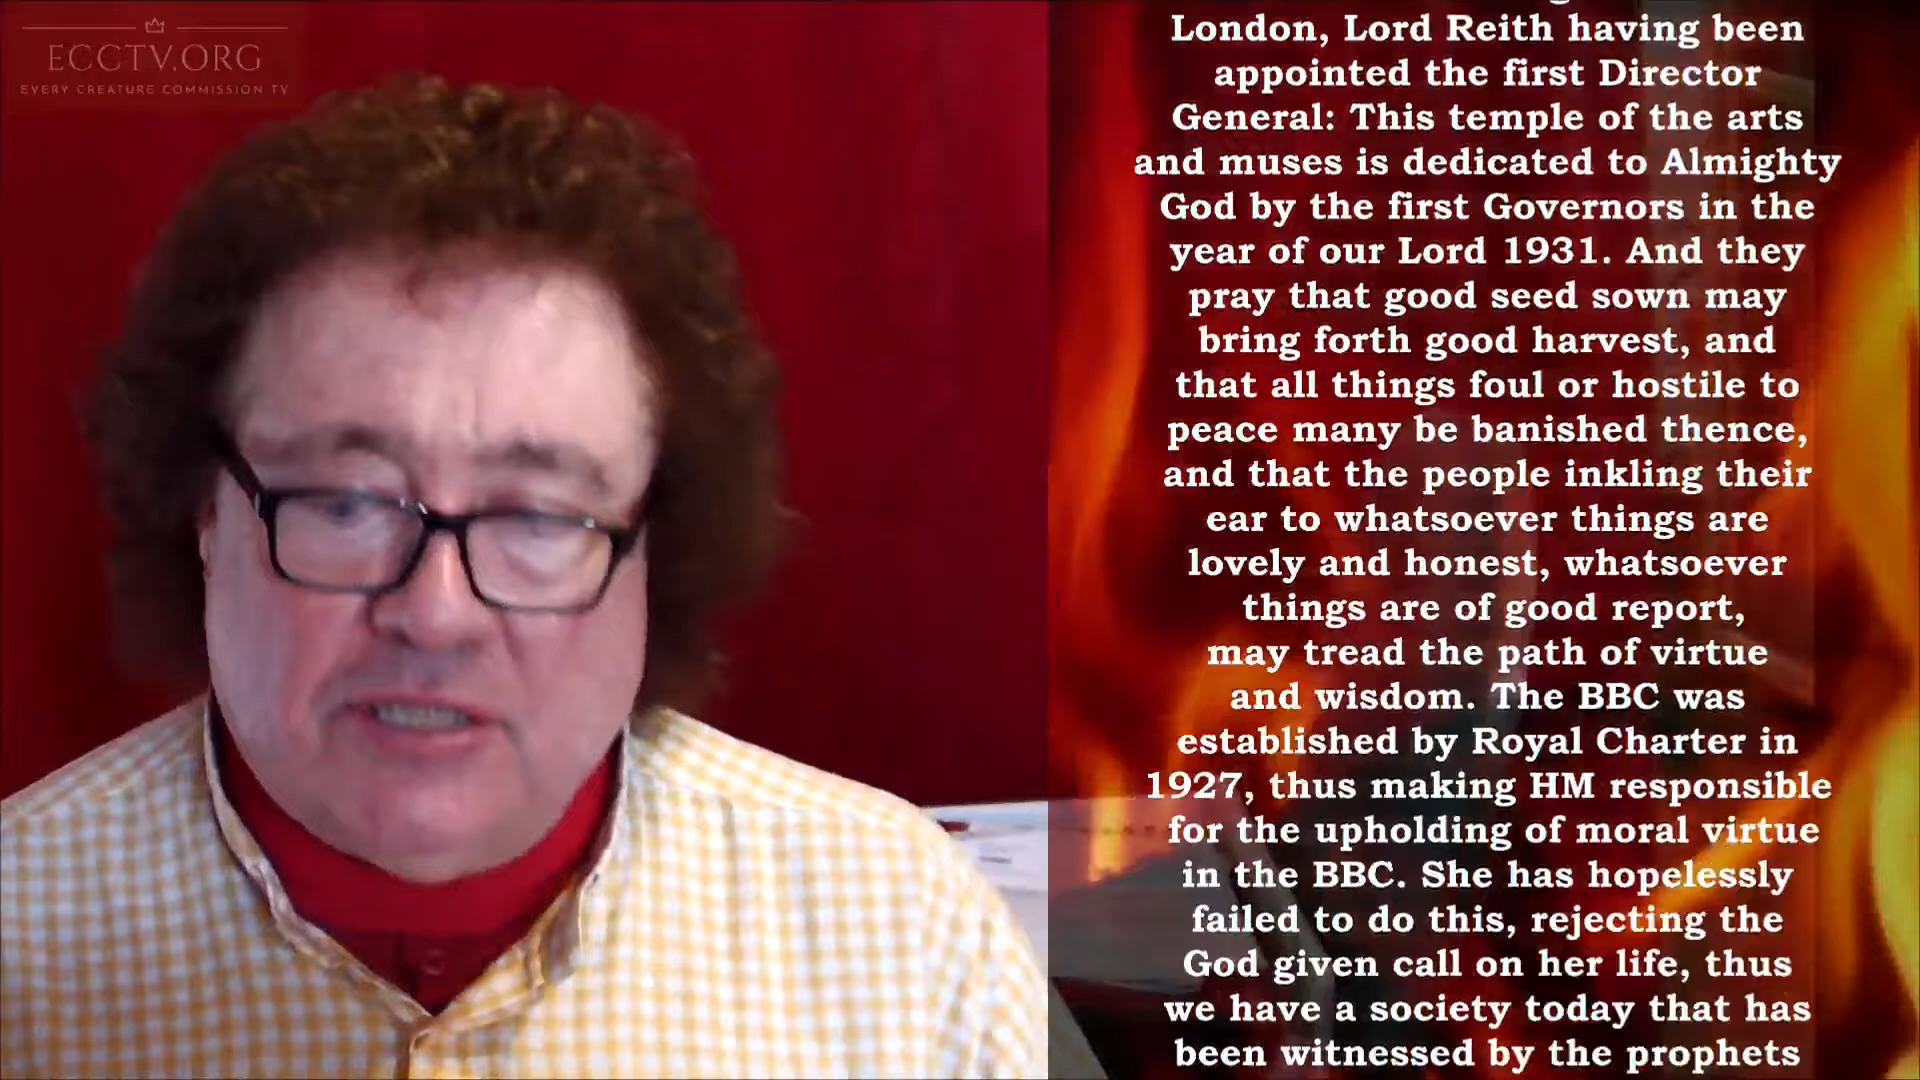 ECCTV.ORG
EVERY CREATURE COMMISSION TV
London, Lord Reith having been
appointed the first Director
General: This temple of the arts
and muses is dedicated to Almighty
God by the first Governors in the
year of our Lord 1931. And they
pray that good seed sown may
bring forth good harvest, and
that all things foul or hostile to
peace many be banished thence,
and that the people inkling their
ear to whatsoever things are
lovely and honest, whatsoever
things are of good report,
may tread the path of virtue
and wisdom. The BBC was
established by Royal Charter in
1927, thus making HM responsible
for the upholding of moral virtue
in the BBC. She has hopelessly
failed to do this, rejecting the
God given call on her life, thus
we have a society today that has
been witnessed by the prophets